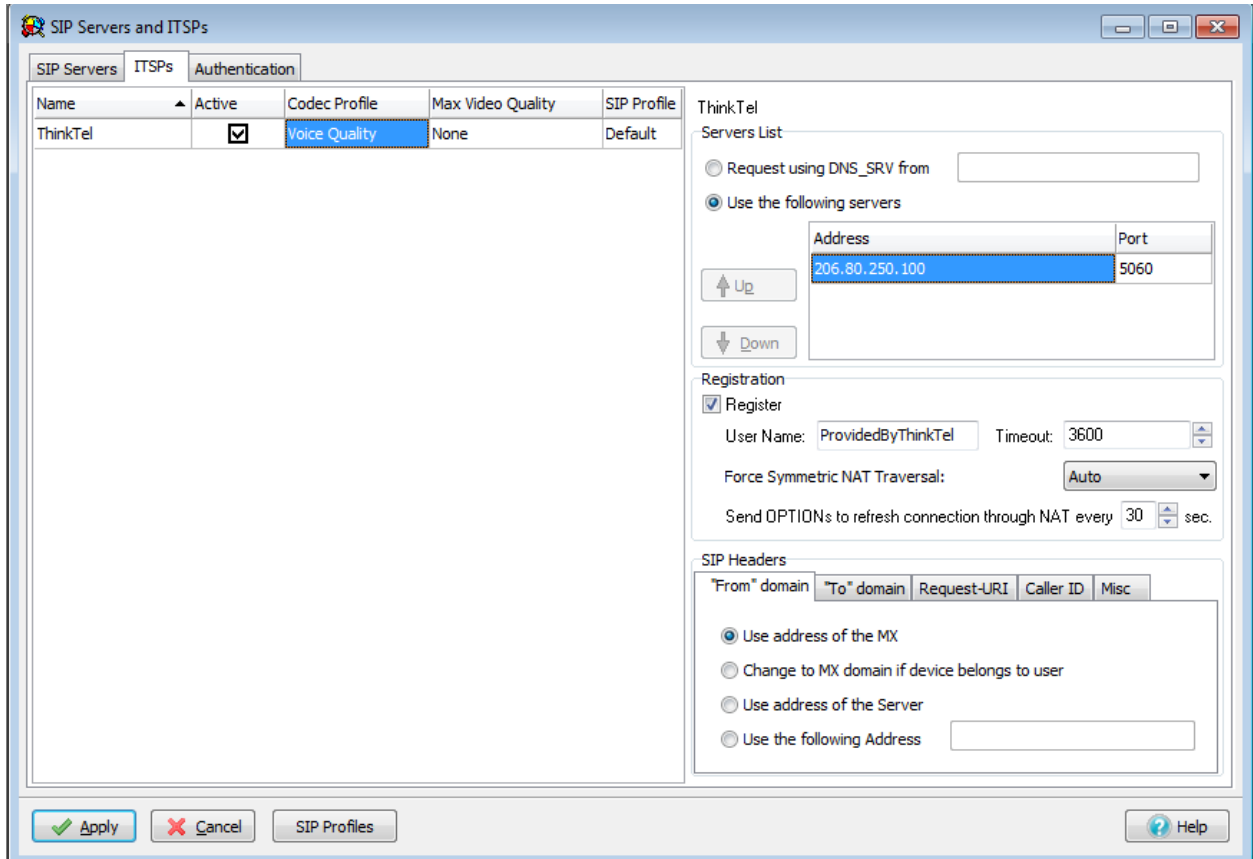 SIP Servers and ITSPs
SIP Servers ITSPs Authentication
Name Active Codec Profile Max Video Quality SIP Profile
ThinkTel Voice Quality None Default
ThinkTel
Servers List
Request using DNS_SRV from
Use the following servers
Address Port
206.80.250.100 5060
Up
Down
Registration
Register
User Name: ProvidedByThinkTel Timeout: 3600
Force Symmetric NAT Traversal: Auto
Send OPTIONs to refresh connection through NAT every 30 sec.
SIP Headers
"From" domain "To" domain Request-URI Caller ID Misc
Use address of the MX
Change to MX domain if device belongs to user
Use address of the Server
Use the following Address
Apply Cancel SIP Profiles Help